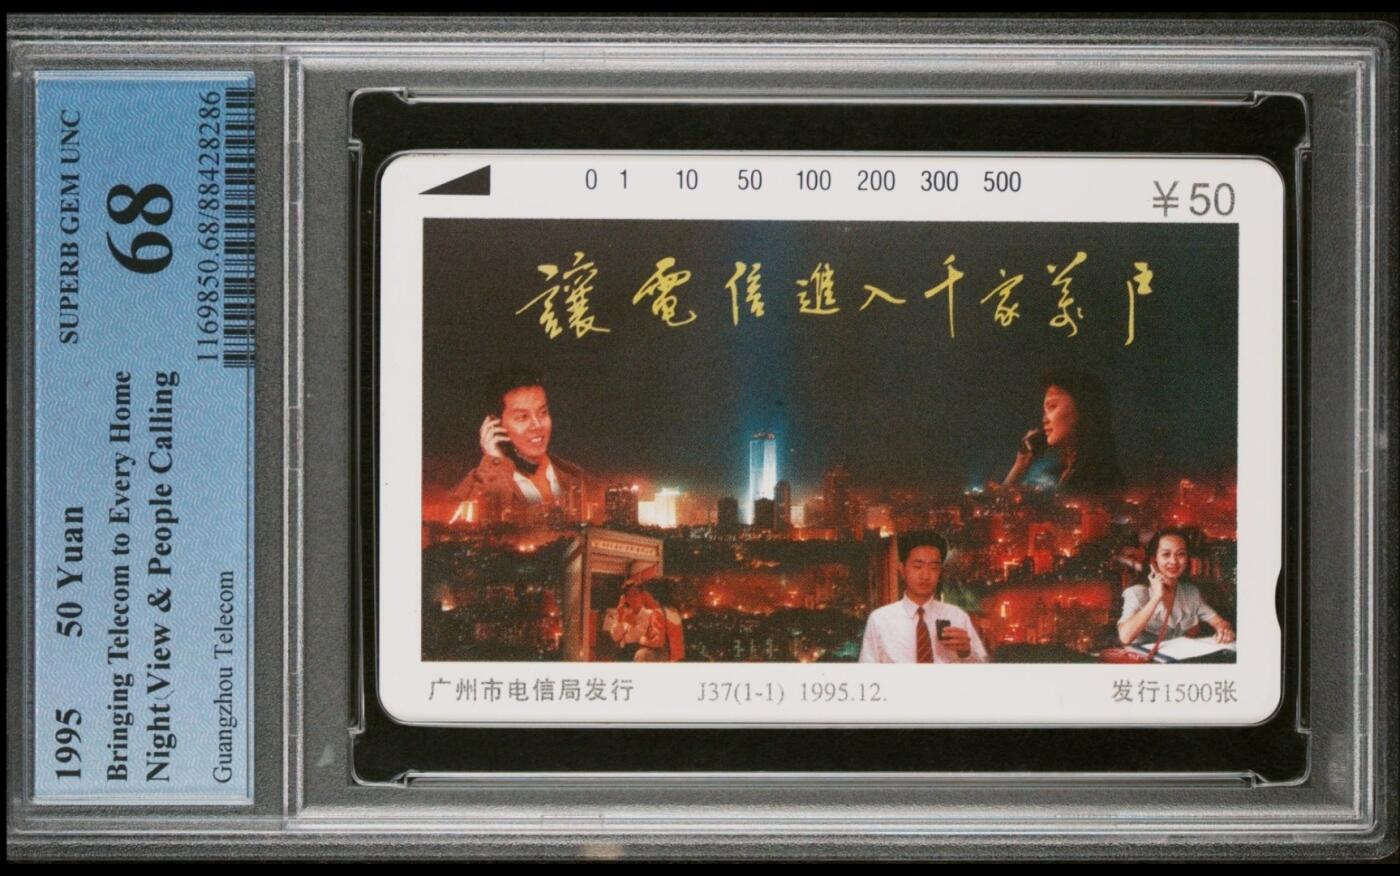 SUPERB GEM UNC
68
1169850.68/88428286
1995 50 Yuan
Bringing Telecom to Every Home
Night View & People Calling
Guangzhou Telecom
0 1 10 50 100 200 300 500
¥50
讓電信進入千家萬戶
广州市电信局发行 J37(1-1) 1995.12. 发行1500张